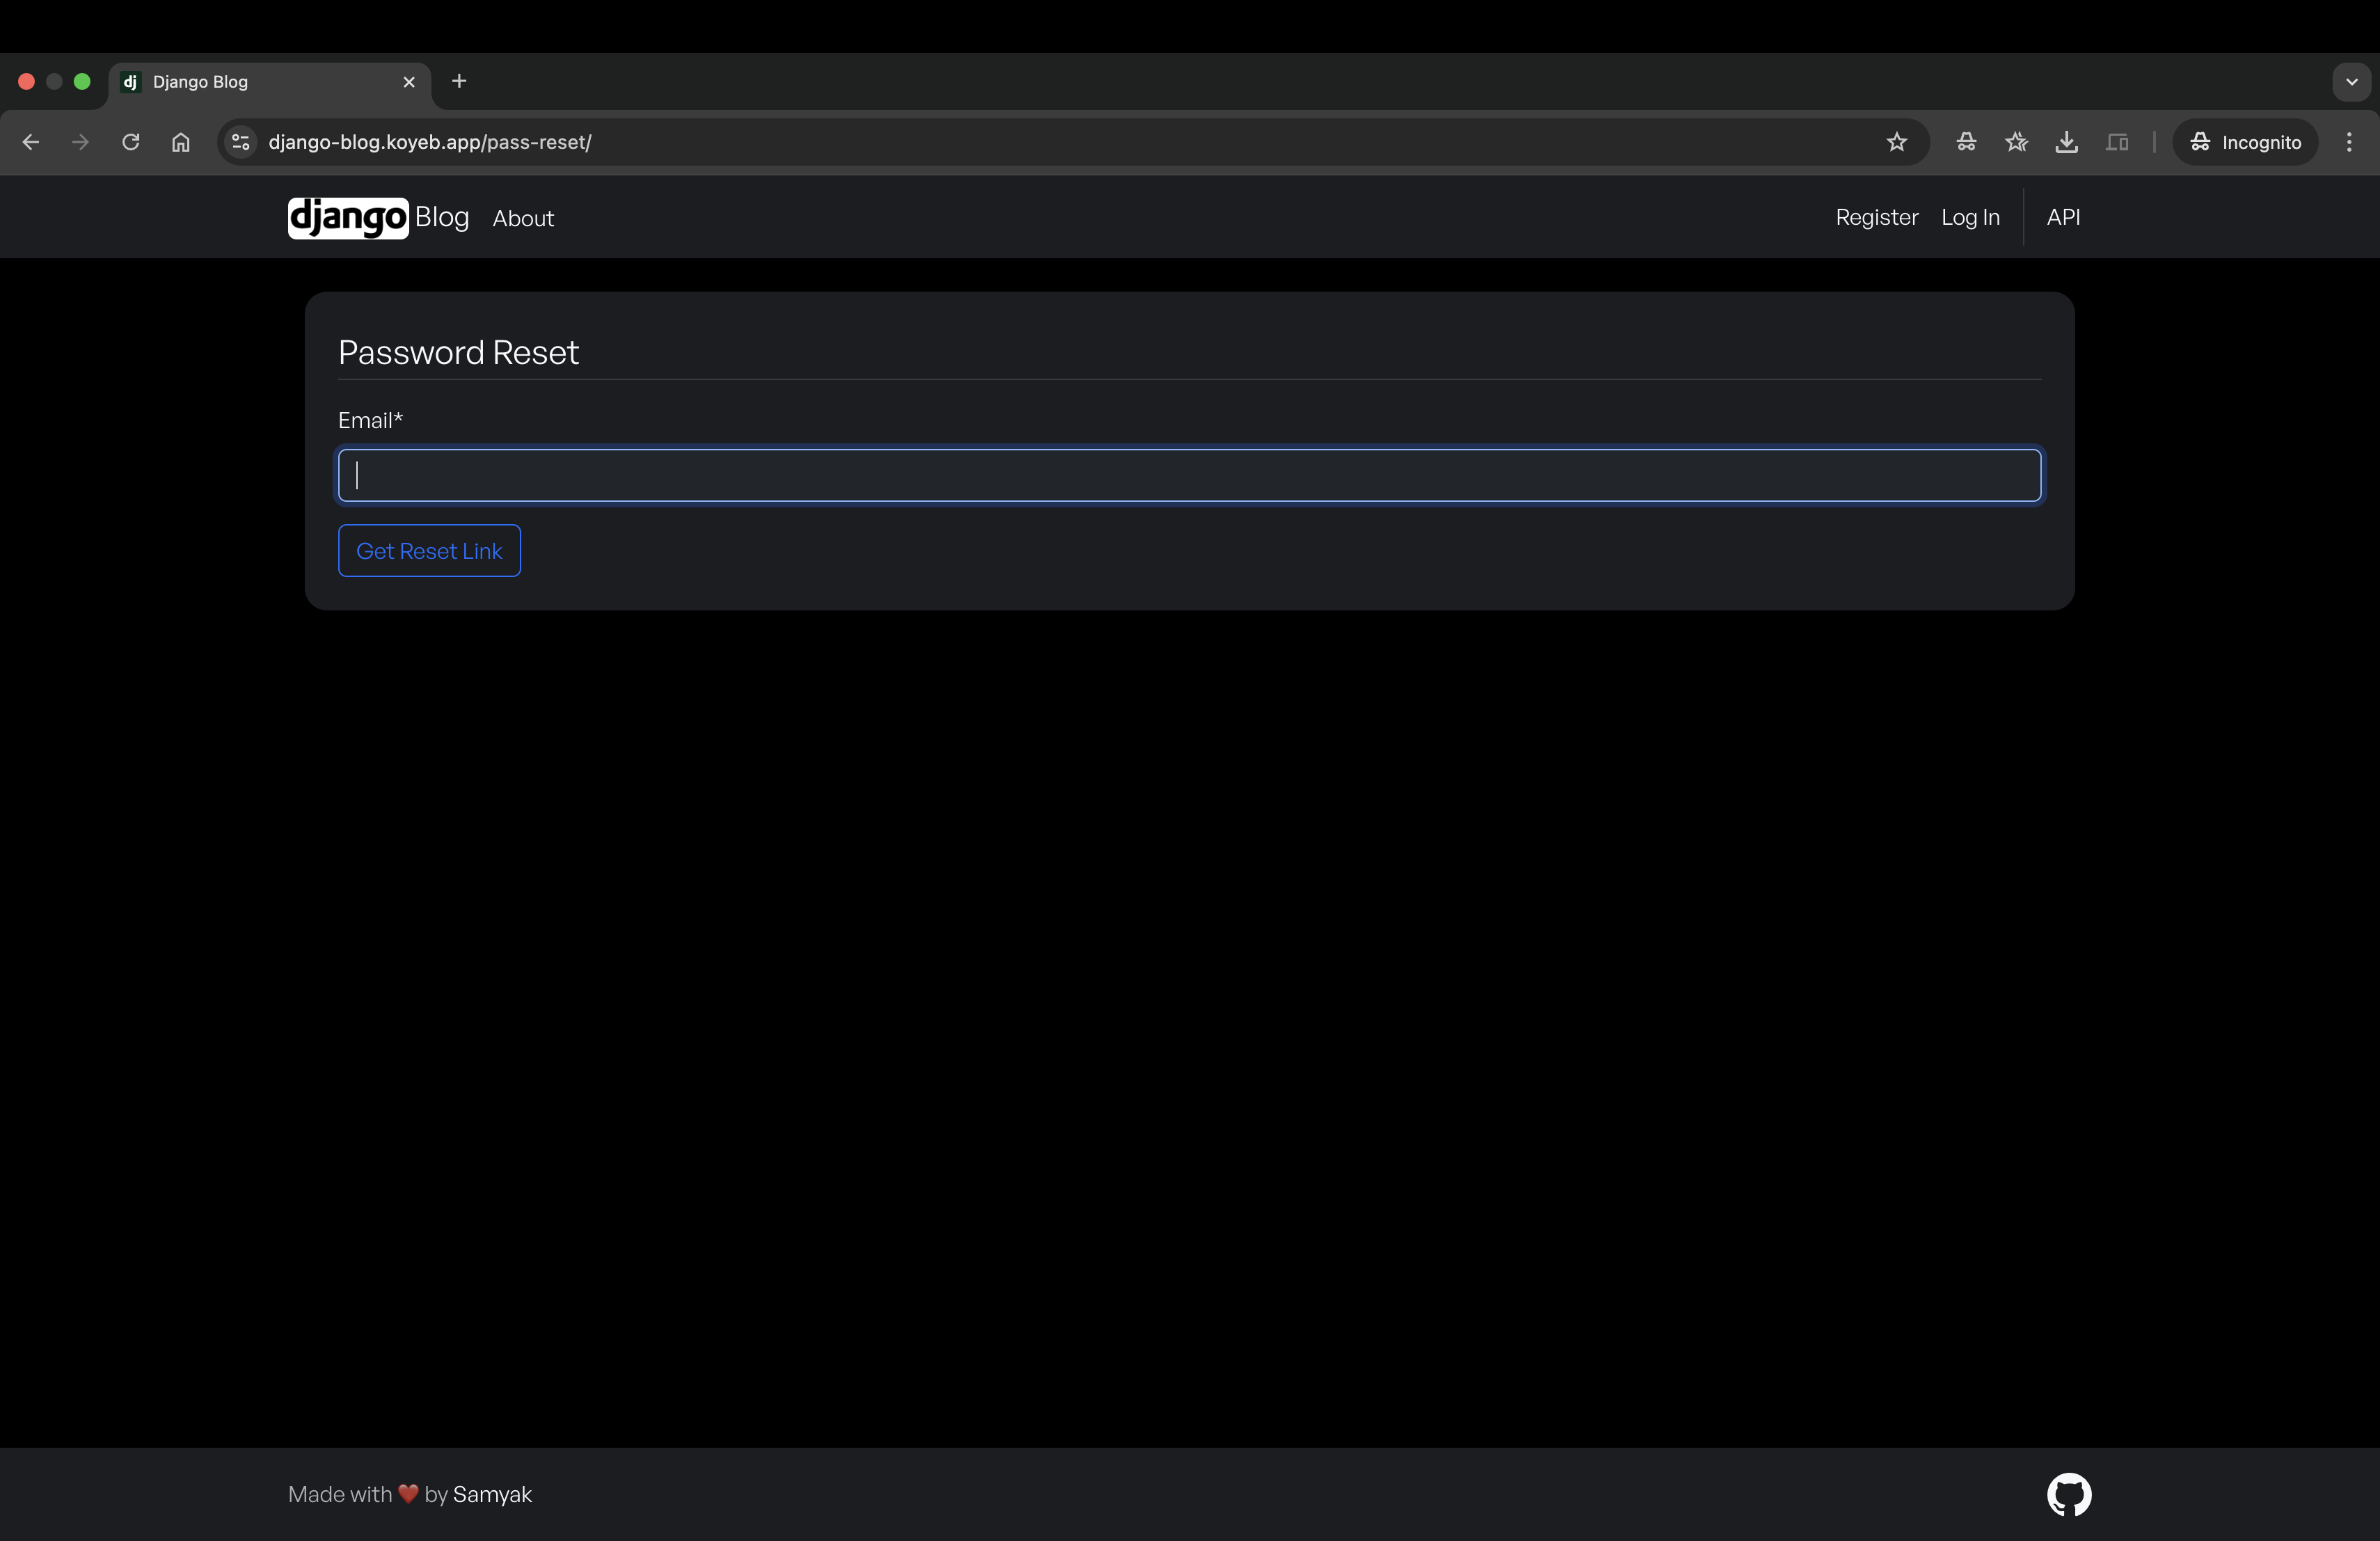 dj Django Blog
django-blog.koyeb.app/pass-reset/ Incognito
django Blog About Register Log In API
Password Reset
Email*
Get Reset Link
Made with ❤️ by Samyak